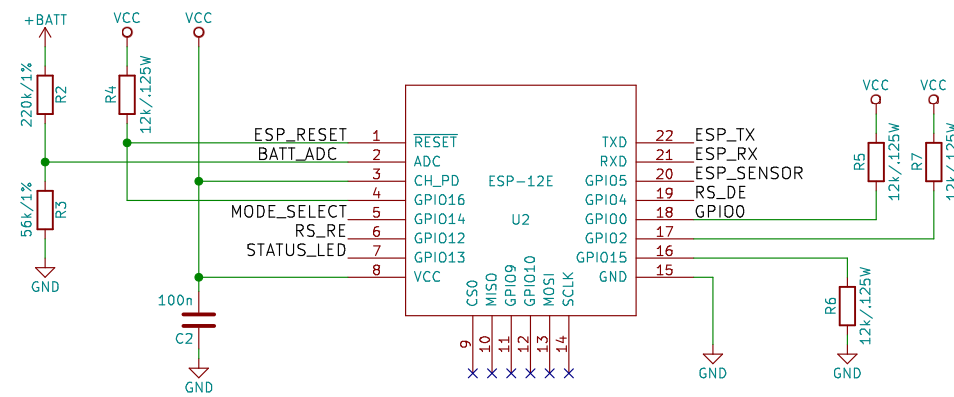 +BATT
VCC
VCC
220k/1%
R2
R4
12k/.125W
56k/1%
R3
GND
ESP_RESET
BATT_ADC
MODE_SELECT
RS_RE
STATUS_LED
1
2
3
4
5
6
7
8
RESET
ADC
CH_PD
GPIO16
GPIO14
GPIO12
GPIO13
VCC
ESP-12E
U2
CSO
MISO
GPIO9
GPIO10
MOSI
SCLK
9
10
11
12
13
14
TXD
RXD
GPIO5
GPIO4
GPIO0
GPIO2
GPIO15
GND
22
21
20
19
18
17
16
15
ESP_TX
ESP_RX
ESP_SENSOR
RS_DE
GPIO0
100n
C2
GND
GND
VCC
VCC
R5
12k/.125W
R7
12k/.125W
R6
12k/.125W
GND